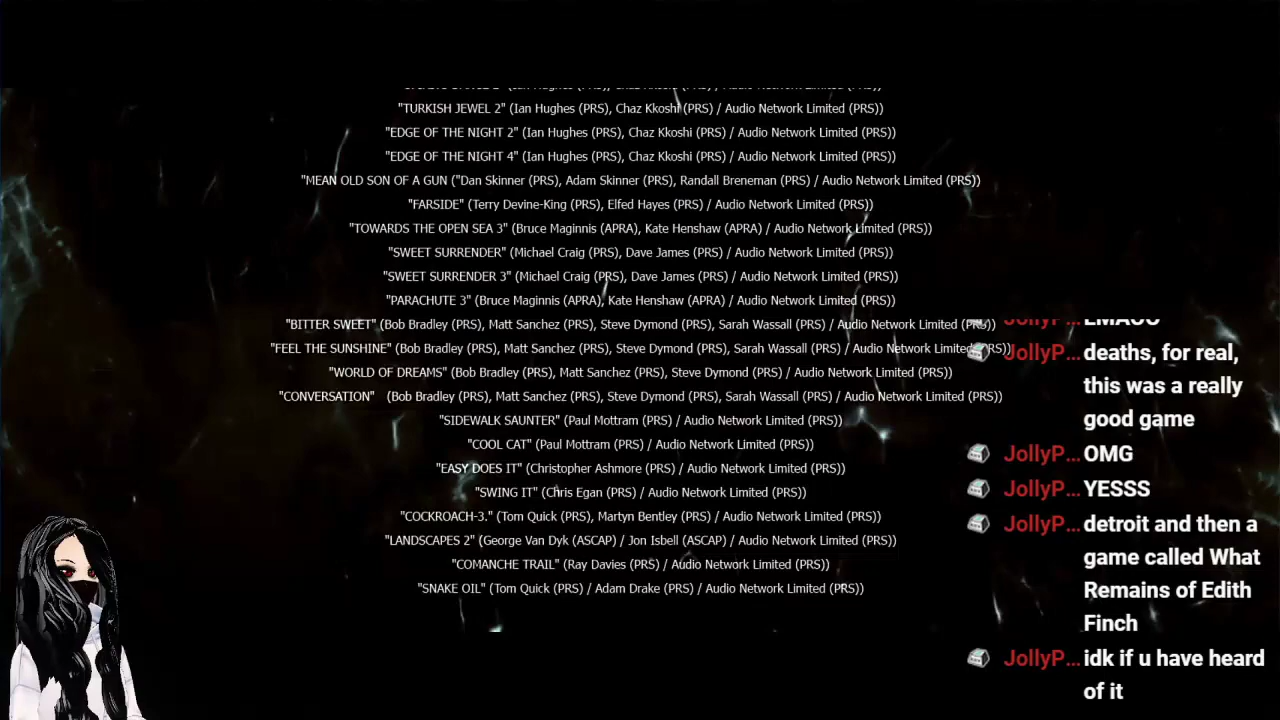 "TURKISH JEWEL 2" (Ian Hughes (PRS), Chaz Kkoshi (PRS) / Audio Network Limited (PRS))
"EDGE OF THE NIGHT 2" (Ian Hughes (PRS), Chaz Kkoshi (PRS) / Audio Network Limited (PRS))
"EDGE OF THE NIGHT 4" (Ian Hughes (PRS), Chaz Kkoshi (PRS) / Audio Network Limited (PRS))
"MEAN OLD SON OF A GUN ("Dan Skinner (PRS), Adam Skinner (PRS), Randall Breneman (PRS) / Audio Network Limited (PRS))
"FARSIDE" (Terry Devine-King (PRS), Elfed Hayes (PRS) / Audio Network Limited (PRS))
"TOWARDS THE OPEN SEA 3" (Bruce Maginnis (APRA), Kate Henshaw (APRA) / Audio Network Limited (PRS))
"SWEET SURRENDER" (Michael Craig (PRS), Dave James (PRS) / Audio Network Limited (PRS))
"SWEET SURRENDER 3" (Michael Craig (PRS), Dave James (PRS) / Audio Network Limited (PRS))
"PARACHUTE 3" (Bruce Maginnis (APRA), Kate Henshaw (APRA) / Audio Network Limited (PRS))
"BITTER SWEET" (Bob Bradley (PRS), Matt Sanchez (PRS), Steve Dymond (PRS), Sarah Wassall (PRS) / Audio Network Limited (PRS))
"FEEL THE SUNSHINE" (Bob Bradley (PRS), Matt Sanchez (PRS), Steve Dymond (PRS), Sarah Wassall (PRS) / Audio Network Limited (PRS))
"WORLD OF DREAMS" (Bob Bradley (PRS), Matt Sanchez (PRS), Steve Dymond (PRS) / Audio Network Limited (PRS))
"CONVERSATION" (Bob Bradley (PRS), Matt Sanchez (PRS), Steve Dymond (PRS), Sarah Wassall (PRS) / Audio Network Limited (PRS))
"SIDEWALK SAUNTER" (Paul Mottram (PRS) / Audio Network Limited (PRS))
"COOL CAT" (Paul Mottram (PRS) / Audio Network Limited (PRS))
"EASY DOES IT" (Christopher Ashmore (PRS) / Audio Network Limited (PRS))
"SWING IT" (Chris Egan (PRS) / Audio Network Limited (PRS))
"COCKROACH-3." (Tom Quick (PRS), Martyn Bentley (PRS) / Audio Network Limited (PRS))
"LANDSCAPES 2" (George Van Dyk (ASCAP) / Jon Isbell (ASCAP) / Audio Network Limited (PRS))
"COMANCHE TRAIL" (Ray Davies (PRS) / Audio Network Limited (PRS))
"SNAKE OIL" (Tom Quick (PRS) / Adam Drake (PRS) / Audio Network Limited (PRS))
JollyP... LMAOO
JollyP... deaths, for real,
this was a really
good game
JollyP... OMG
JollyP... YESSS
JollyP... detroit and then a
game called What
Remains of Edith
Finch
JollyP... idk if u have heard
of it